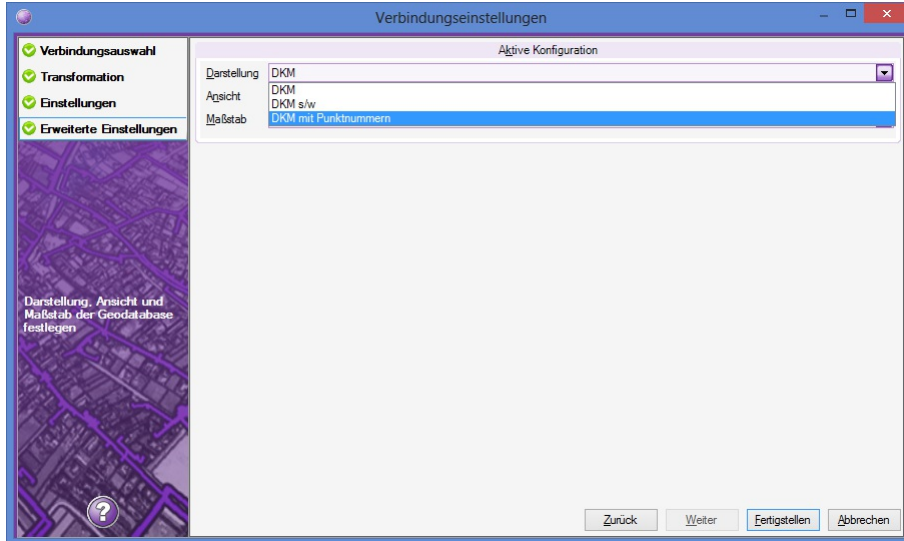 Verbindungseinstellungen
Verbindungsauswahl
Transformation
Einstellungen
Erweiterte Einstellungen
Darstellung, Ansicht und
Maßstab der Geodatabase
festlegen
?
Aktive Konfiguration
Darstellung DKM
Ansicht
Maßstab
DKM
DKM s/w
DKM mit Punktnummern
Zurück Weiter Fertigstellen Abbrechen